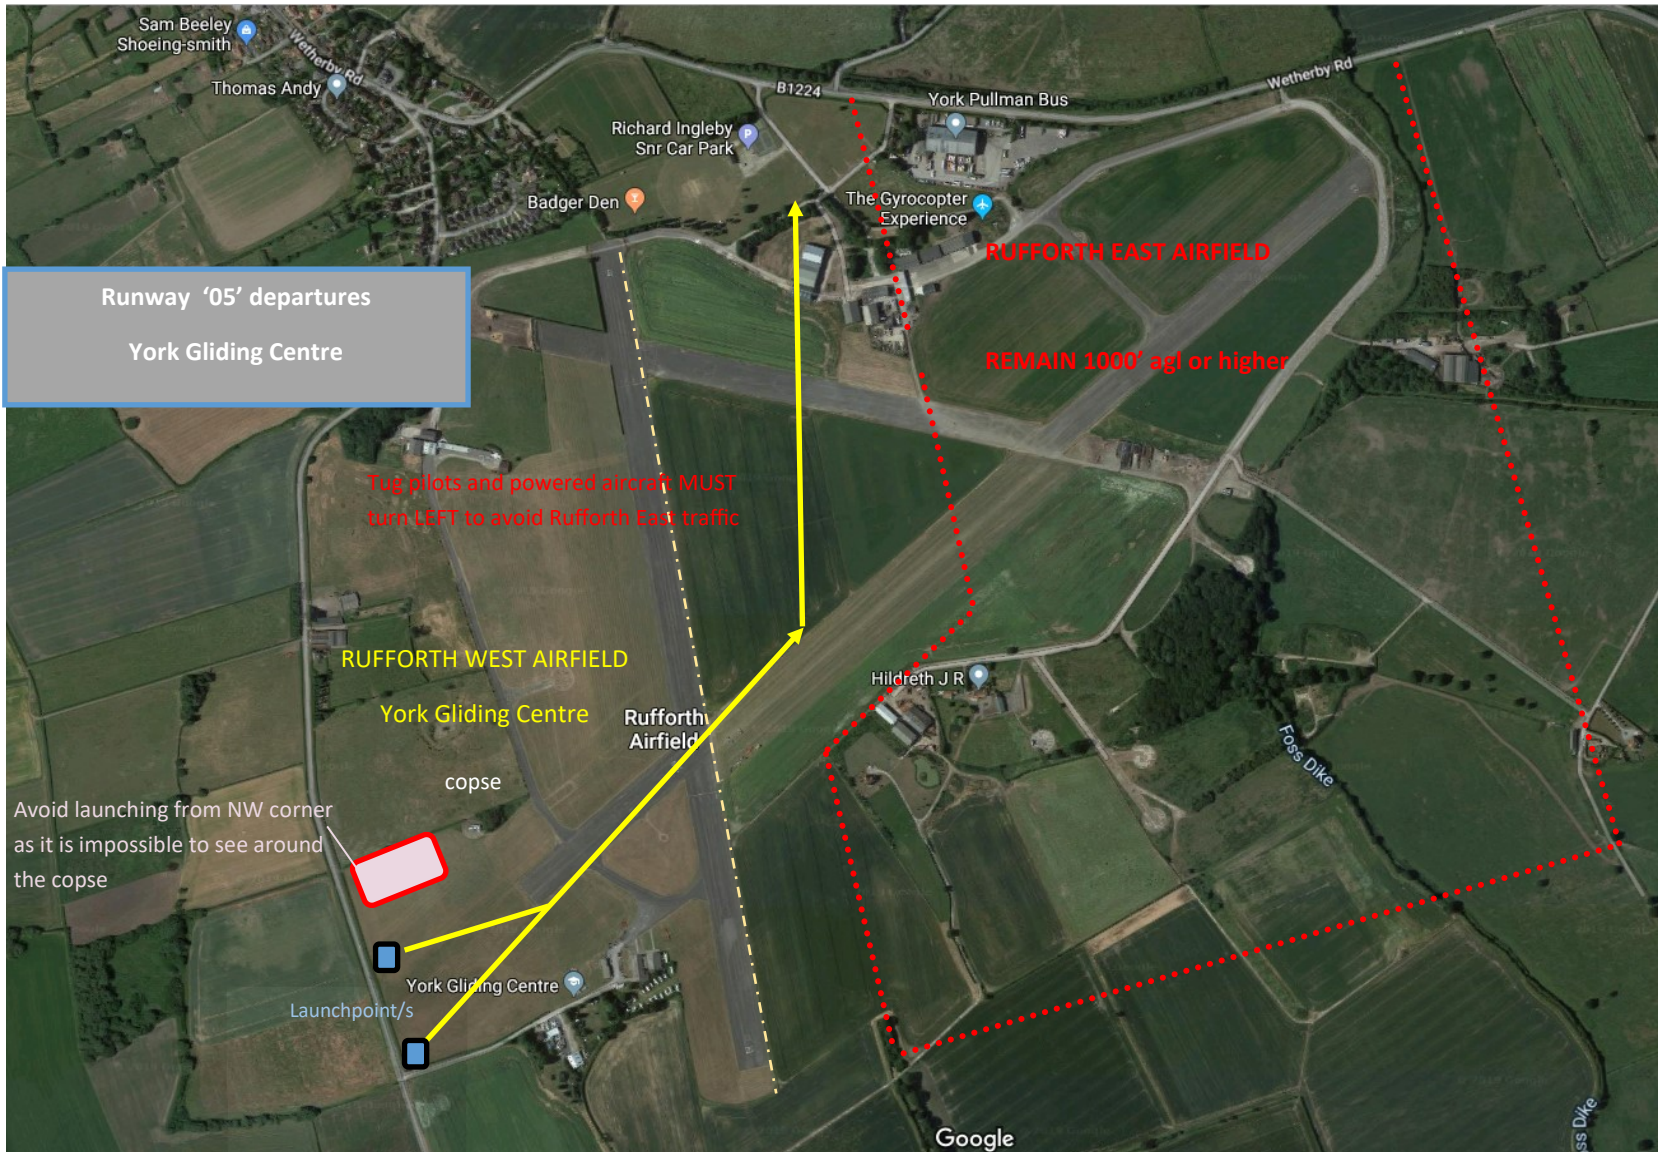 Sam Beeley
Shoeing-smith
Wetherby Rd
Thomas Andy
B1224
York Pullman Bus
Wetherby Rd
Richard Ingleby
Snr Car Park
Badger Den
The Gyrocopter
Experience
RUFFORTH EAST AIRFIELD
Runway ‘05’ departures
York Gliding Centre
REMAIN 1000’ agl or higher
Tug pilots and powered aircraft MUST
turn LEFT to avoid Rufforth East traffic
RUFFORTH WEST AIRFIELD
York Gliding Centre
Hildreth J R
Rufforth
Airfield
Foss Dike
copse
Avoid launching from NW corner
as it is impossible to see around
the copse
York Gliding Centre
Launchpoint/s
Google
ss Dike